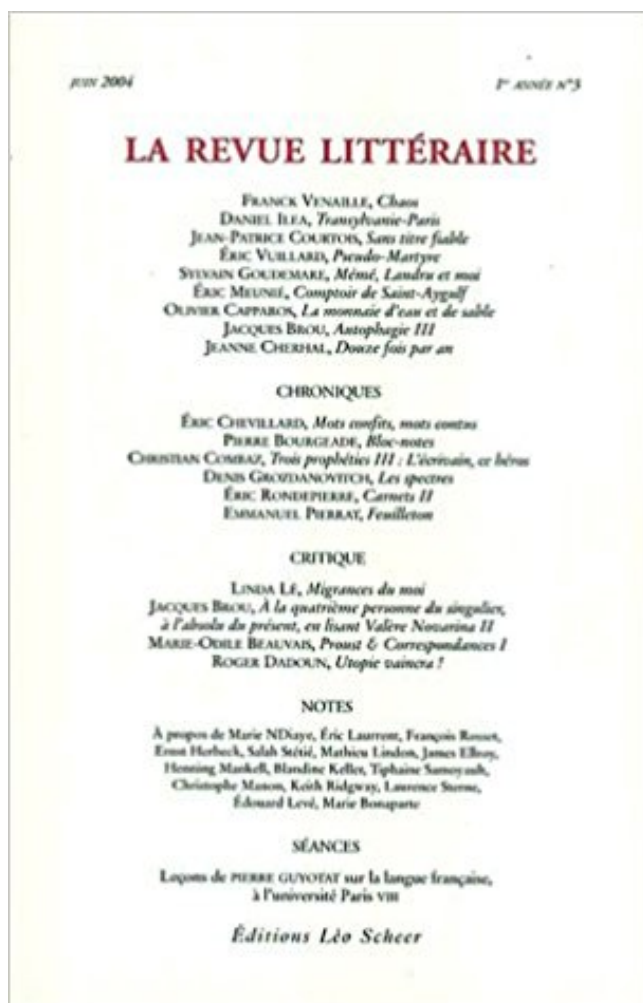 JUIN 2004
1re ANNÉE N°3
LA REVUE LITTÉRAIRE
FRANCK VENAILLE, Chaos
DANIEL ILEA, Transylvanie-Paris
JEAN-PATRICE COURTOIS, Sans titre fiable
ÉRIC VUILLARD, Pseudo-Martyre
SYLVAIN GOUDEMARE, Mémé, Landru et moi
ÉRIC MEUNIÉ, Comptoir de Saint-Aygulf
OLIVIER CAPPAROS, La monnaie d'eau et de sable
JACQUES BROU, Autophagie III
JEANNE CHERHAL, Douze fois par an
CHRONIQUES
ÉRIC CHEVILLARD, Mots confits, mots contus
PIERRE BOURGEADE, Bloc-notes
CHRISTIAN COMBAZ, Trois prophéties III : L'écrivain, ce héros
DENIS GROZDANOVITCH, Les spectres
ÉRIC RONDEPIERRE, Carnets II
EMMANUEL PIERRAT, Feuilleton
CRITIQUE
LINDA LÊ, Migrances du moi
JACQUES BROU, À la quatrième personne du singulier,
à l'absolu du présent, en lisant Valère Novarina II
MARIE-ODILE BEAUVAIS, Proust & Correspondances I
ROGER DADOUN, Utopie vaincra !
NOTES
À propos de Marie NDiaye, Éric Laurrent, François Rosset,
Ernst Herbeck, Salah Stétié, Mathieu Lindon, James Ellroy,
Henning Mankell, Blandine Keller, Tiphaine Samoyault,
Christophe Manon, Keith Ridgway, Laurence Sterne,
Édouard Levé, Marie Bonaparte
SÉANCES
Leçons de PIERRE GUYOTAT sur la langue française,
à l'université Paris VIII
Éditions Léo Scheer